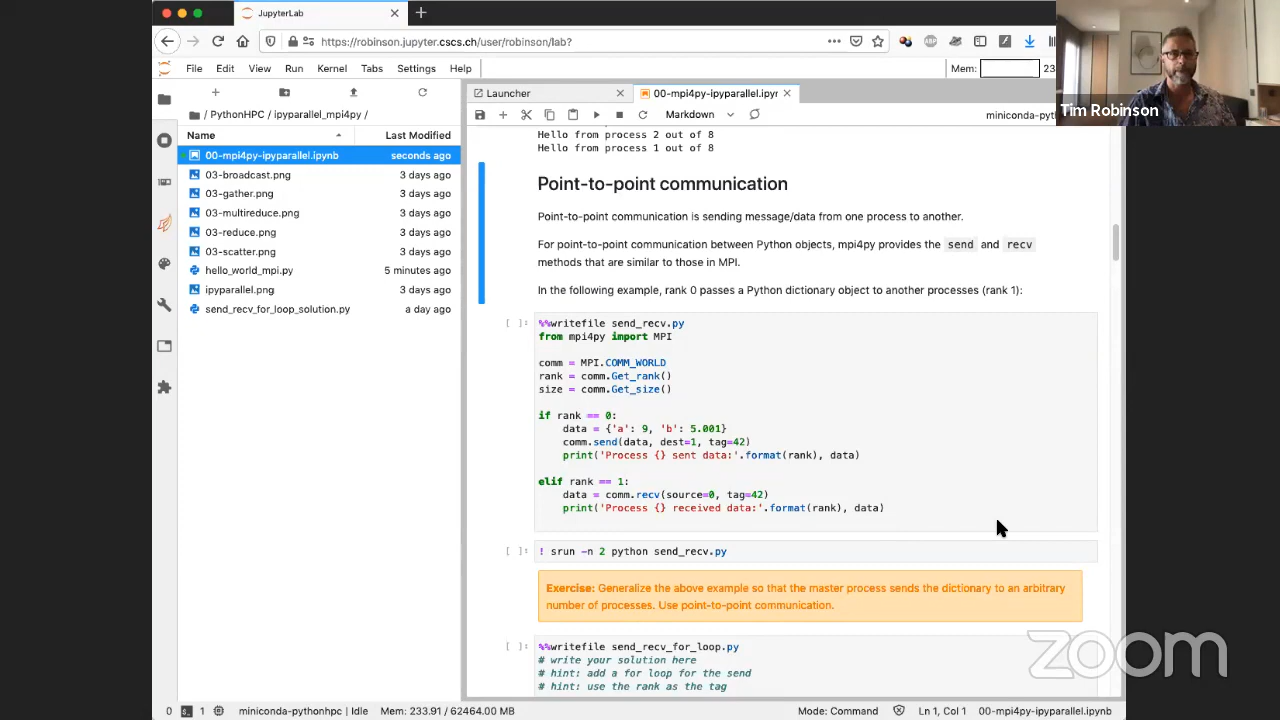 JupyterLab
https://robinson.jupyter.cscs.ch/user/robinson/lab?
ABP
File Edit View Run Kernel Tabs Settings Help
Mem: 23
Tim Robinson
Launcher
00-mpi4py-ipyparallel.ipyr
Markdown
miniconda-pyth
/ PythonHPC / ipyparallel_mpi4py /
Name Last Modified
00-mpi4py-ipyparallel.ipynb seconds ago
03-broadcast.png 3 days ago
03-gather.png 3 days ago
03-multireduce.png 3 days ago
03-reduce.png 3 days ago
03-scatter.png 3 days ago
hello_world_mpi.py 5 minutes ago
ipyparallel.png 3 days ago
send_recv_for_loop_solution.py a day ago
Hello from process 2 out of 8
Hello from process 1 out of 8
Point-to-point communication
Point-to-point communication is sending message/data from one process to another.
For point-to-point communication between Python objects, mpi4py provides the send and recv
methods that are similar to those in MPI.
In the following example, rank 0 passes a Python dictionary object to another processes (rank 1):
[ ]: %%writefile send_recv.py
from mpi4py import MPI
comm = MPI.COMM_WORLD
rank = comm.Get_rank()
size = comm.Get_size()
if rank == 0:
data = {'a': 9, 'b': 5.001}
comm.send(data, dest=1, tag=42)
print('Process {} sent data:'.format(rank), data)
elif rank == 1:
data = comm.recv(source=0, tag=42)
print('Process {} received data:'.format(rank), data)
[ ]: ! srun -n 2 python send_recv.py
Exercise: Generalize the above example so that the master process sends the dictionary to an arbitrary
number of processes. Use point-to-point communication.
[ ]: %%writefile send_recv_for_loop.py
# write your solution here
# hint: add a for loop for the send
# hint: use the rank as the tag
zoom
0 1 miniconda-pythonhpc | Idle Mem: 233.91 / 62464.00 MB Mode: Command Ln 1, Col 1 00-mpi4py-ipyparallel.ipynb